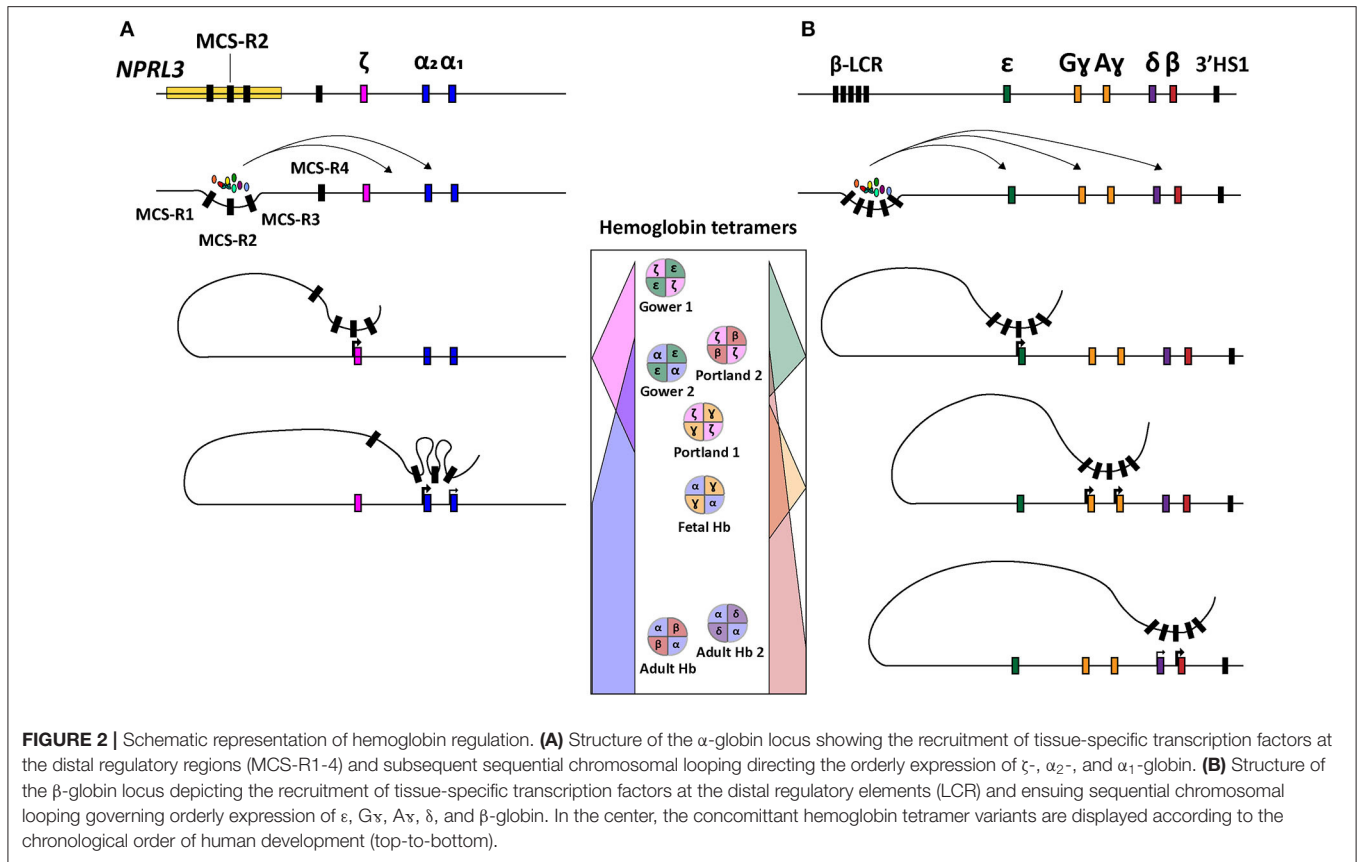 A
MCS-R2
NPRL3
ζ
α₂ α₁
MCS-R4
MCS-R1
MCS-R3
MCS-R2
B
β-LCR
ε
Gɣ Aɣ
δ β
3'HS1
Hemoglobin tetramers
ζ ε
ε ζ
Gower 1
ζ β
β ζ
Portland 2
α ε
ε α
Gower 2
ζ ɣ
ɣ ζ
Portland 1
α ɣ
ɣ α
Fetal Hb
α δ
δ α
Adult Hb 2
α β
β α
Adult Hb
FIGURE 2 | Schematic representation of hemoglobin regulation. (A) Structure of the α-globin locus showing the recruitment of tissue-specific transcription factors at
the distal regulatory regions (MCS-R1-4) and subsequent sequential chromosomal looping directing the orderly expression of ζ-, α₂-, and α₁-globin. (B) Structure of
the β-globin locus depicting the recruitment of tissue-specific transcription factors at the distal regulatory elements (LCR) and ensuing sequential chromosomal
looping governing orderly expression of ε, Gɤ, Aɤ, δ, and β-globin. In the center, the concomittant hemoglobin tetramer variants are displayed according to the
chronological order of human development (top-to-bottom).